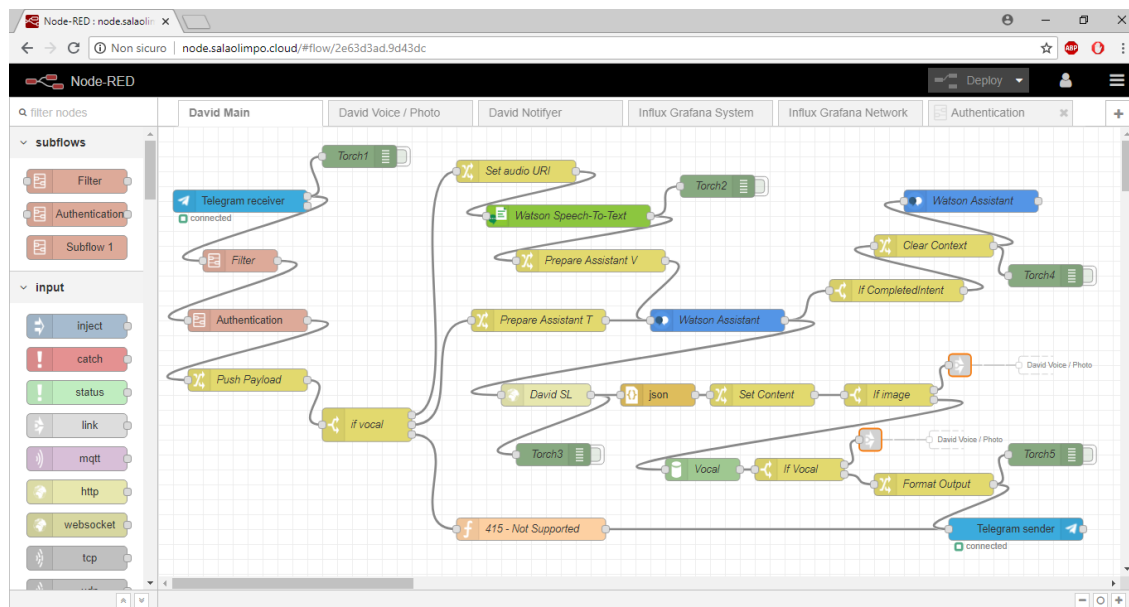 Node-RED : node.salaolim
Non sicuro | node.salaolimpo.cloud/#flow/2e63d3ad.9d43dc
ABP
Node-RED
Deploy
filter nodes
David Main
David Voice / Photo
David Notifyer
Influx Grafana System
Influx Grafana Network
Authentication
subflows
Filter
Authentication
Subflow 1
input
inject
catch
status
link
mqtt
http
websocket
tcp
Torch1
Telegram receiver
connected
Filter
Authentication
Push Payload
if vocal
Set audio URI
Watson Speech-To-Text
Torch2
Prepare Assistant V
Prepare Assistant T
Watson Assistant
Watson Assistant
Clear Context
Torch4
If CompletedIntent
David SL
json
Set Content
If image
David Voice / Photo
Torch3
Vocal
If Vocal
David Voice / Photo
Format Output
Torch5
415 - Not Supported
Telegram sender
connected